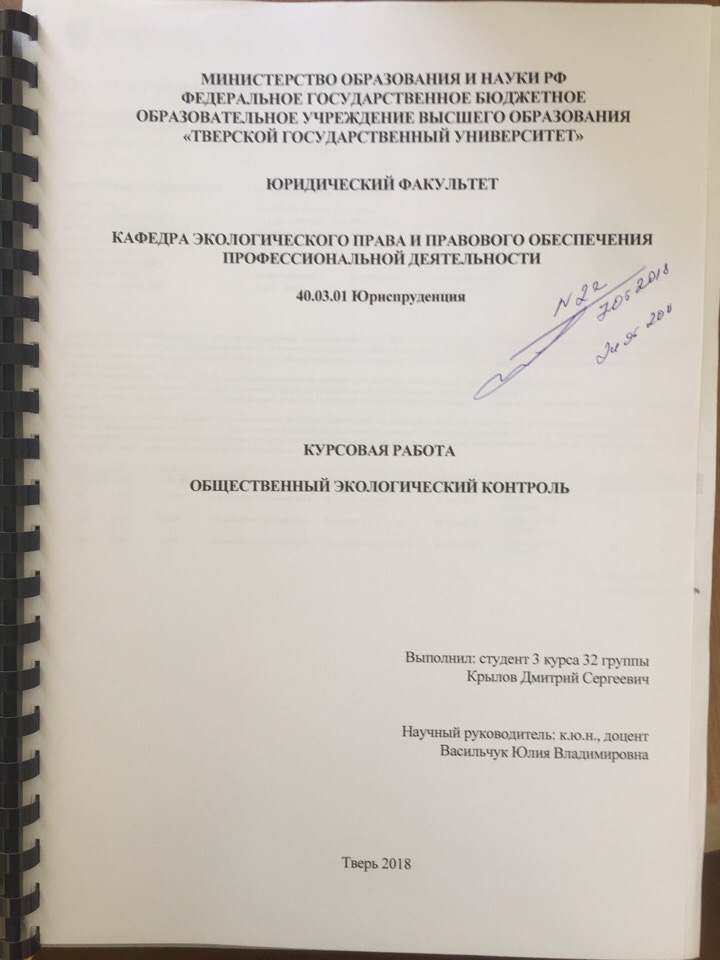 МИНИСТЕРСТВО ОБРАЗОВАНИЯ И НАУКИ РФ
ФЕДЕРАЛЬНОЕ ГОСУДАРСТВЕННОЕ БЮДЖЕТНОЕ
ОБРАЗОВАТЕЛЬНОЕ УЧРЕЖДЕНИЕ ВЫСШЕГО ОБРАЗОВАНИЯ
«ТВЕРСКОЙ ГОСУДАРСТВЕННЫЙ УНИВЕРСИТЕТ»
ЮРИДИЧЕСКИЙ ФАКУЛЬТЕТ
КАФЕДРА ЭКОЛОГИЧЕСКОГО ПРАВА И ПРАВОВОГО ОБЕСПЕЧЕНИЯ
ПРОФЕССИОНАЛЬНОЙ ДЕЯТЕЛЬНОСТИ
40.03.01 Юриспруденция
КУРСОВАЯ РАБОТА
ОБЩЕСТВЕННЫЙ ЭКОЛОГИЧЕСКИЙ КОНТРОЛЬ
Выполнил: студент 3 курса 32 группы
Крылов Дмитрий Сергеевич
Научный руководитель: к.ю.н., доцент
Васильчук Юлия Владимировна
Тверь 2018